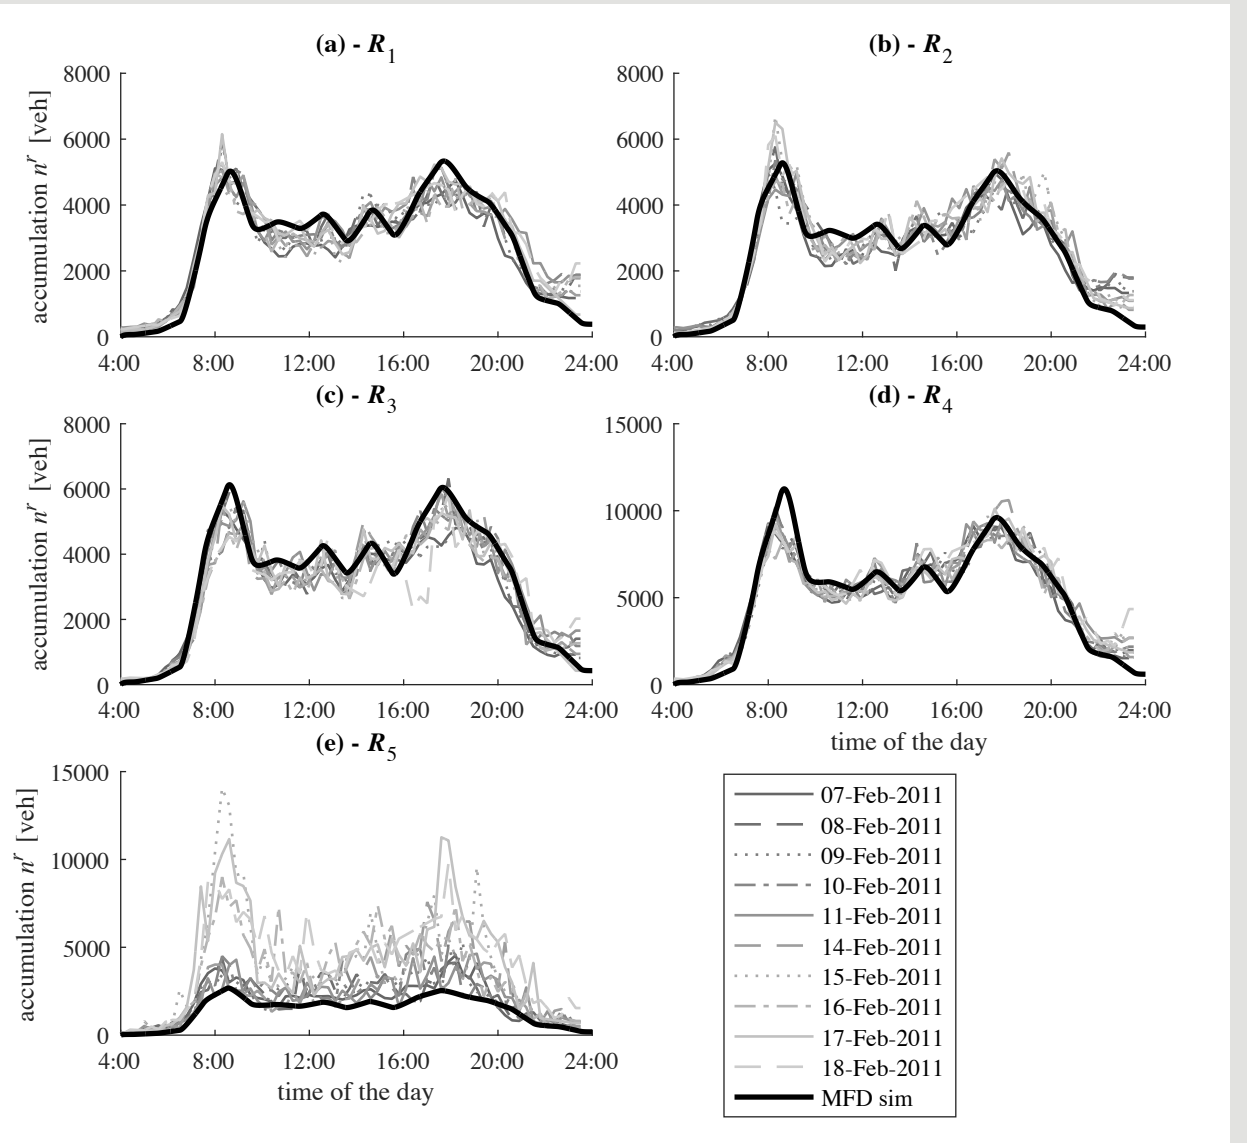 (a) - R1
(b) - R2
accumulation n^r [veh]
8000
6000
4000
2000
0
4:00 8:00 12:00 16:00 20:00 24:00
8000
6000
4000
2000
0
4:00 8:00 12:00 16:00 20:00 24:00
(c) - R3
(d) - R4
accumulation n^r [veh]
8000
6000
4000
2000
0
4:00 8:00 12:00 16:00 20:00 24:00
15000
10000
5000
0
4:00 8:00 12:00 16:00 20:00 24:00
time of the day
(e) - R5
accumulation n^r [veh]
15000
10000
5000
0
4:00 8:00 12:00 16:00 20:00 24:00
time of the day
07-Feb-2011
08-Feb-2011
09-Feb-2011
10-Feb-2011
11-Feb-2011
14-Feb-2011
15-Feb-2011
16-Feb-2011
17-Feb-2011
18-Feb-2011
MFD sim